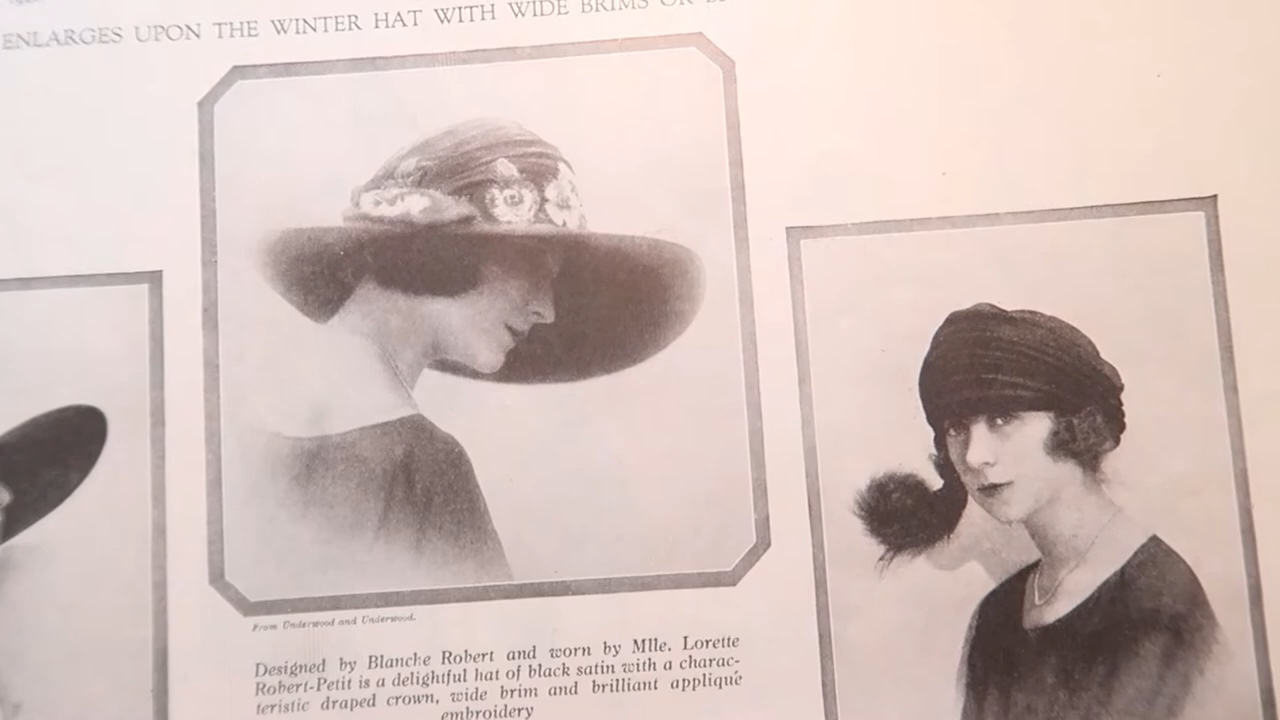 ENLARGES UPON THE WINTER HAT WITH WIDE BRIMS OR
From Underwood and Underwood.
Designed by Blanche Robert and worn by Mlle. Lorette
Robert-Petit is a delightful hat of black satin with a charac-
teristic draped crown, wide brim and brilliant appliqué
embroidery